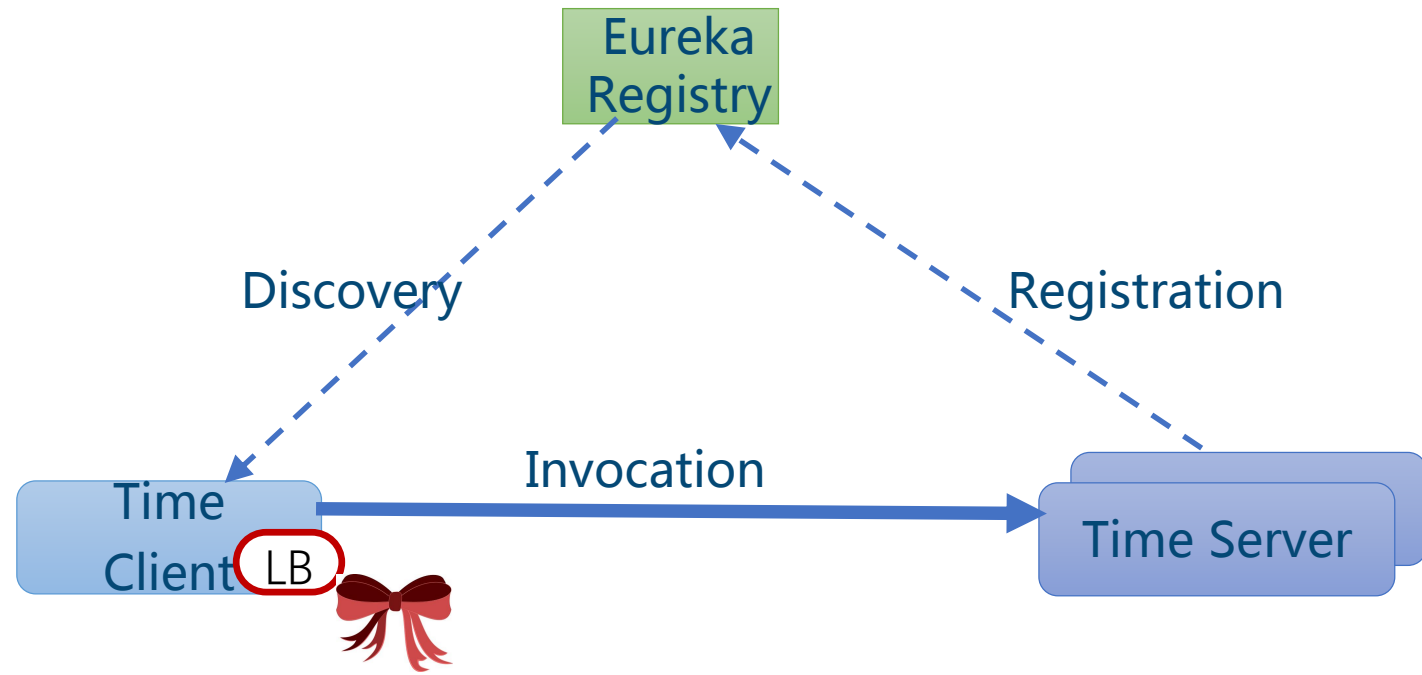 Eureka
Registry
Discovery
Registration
Invocation
Time
Client
LB
Time Server